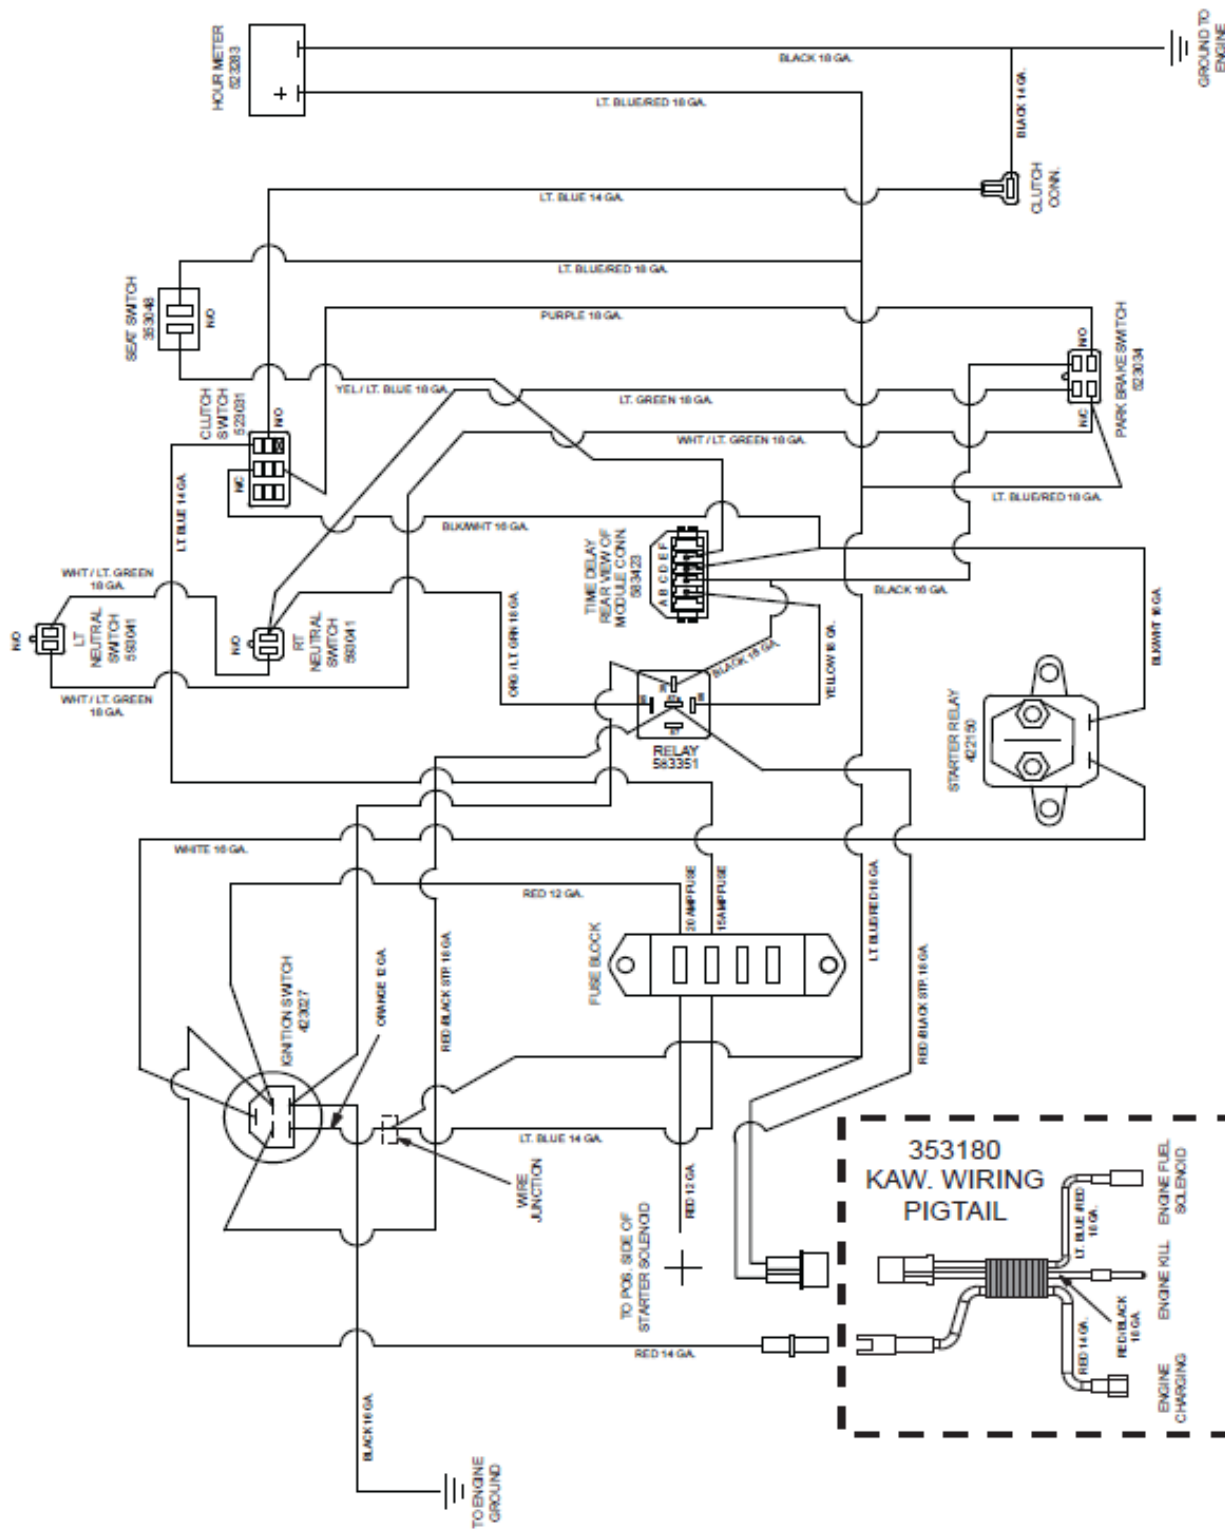 HOUR METER
523283
BLACK 18 GA.
GROUND TO
ENGINE
LT. BLUE/RED 18 GA.
BLACK 14 GA.
CLUTCH
CONN.
LT. BLUE 14 GA.
SEAT SWITCH
353048
N/O
LT. BLUE/RED 18 GA.
PURPLE 18 GA.
YEL / LT. BLUE 18 GA.
LT. GREEN 18 GA.
WHT / LT. GREEN 18 GA.
N/O
N/C
PARK BRAKE SWITCH
523034
CLUTCH
SWITCH
523031
N/O
N/C
LT BLUE 14 GA.
BLK/WHT 16 GA.
LT. BLUE/RED 18 GA.
TIME DELAY
REAR VIEW OF
MODULE CONN.
583423
A B C D E F
BLACK 16 GA.
WHT / LT. GREEN
18 GA.
N/O
LT
NEUTRAL
SWITCH
593041
WHT / LT. GREEN
18 GA.
N/O
RT
NEUTRAL
SWITCH
593041
ORG / LT. GRN 18 GA.
BLACK 18 GA.
YELLOW 18 GA.
BLK/WHT 16 GA.
87
RELAY
583351
STARTER RELAY
422150
WHITE 16 GA.
RED 12 GA.
20 AMP FUSE
15 AMP FUSE
FUSE BLOCK
LT BLUE/RED 18 GA.
RED/BLACK STP. 18 GA.
IGNITION SWITCH
423027
ORANGE 12 GA.
RED/BLACK STP. 18 GA.
WIRE
JUNCTION
LT. BLUE 14 GA.
RED 12 GA.
TO POS. SIDE OF
STARTER SOLENOID
RED 14 GA.
BLACK 16 GA.
TO ENGINE
GROUND
353180
KAW. WIRING
PIGTAIL
LT. BLUE /RED
18 GA.
ENGINE FUEL
SOLENOID
ENGINE KILL
RED/BLACK
18 GA.
RED 14 GA.
ENGINE
CHARGING